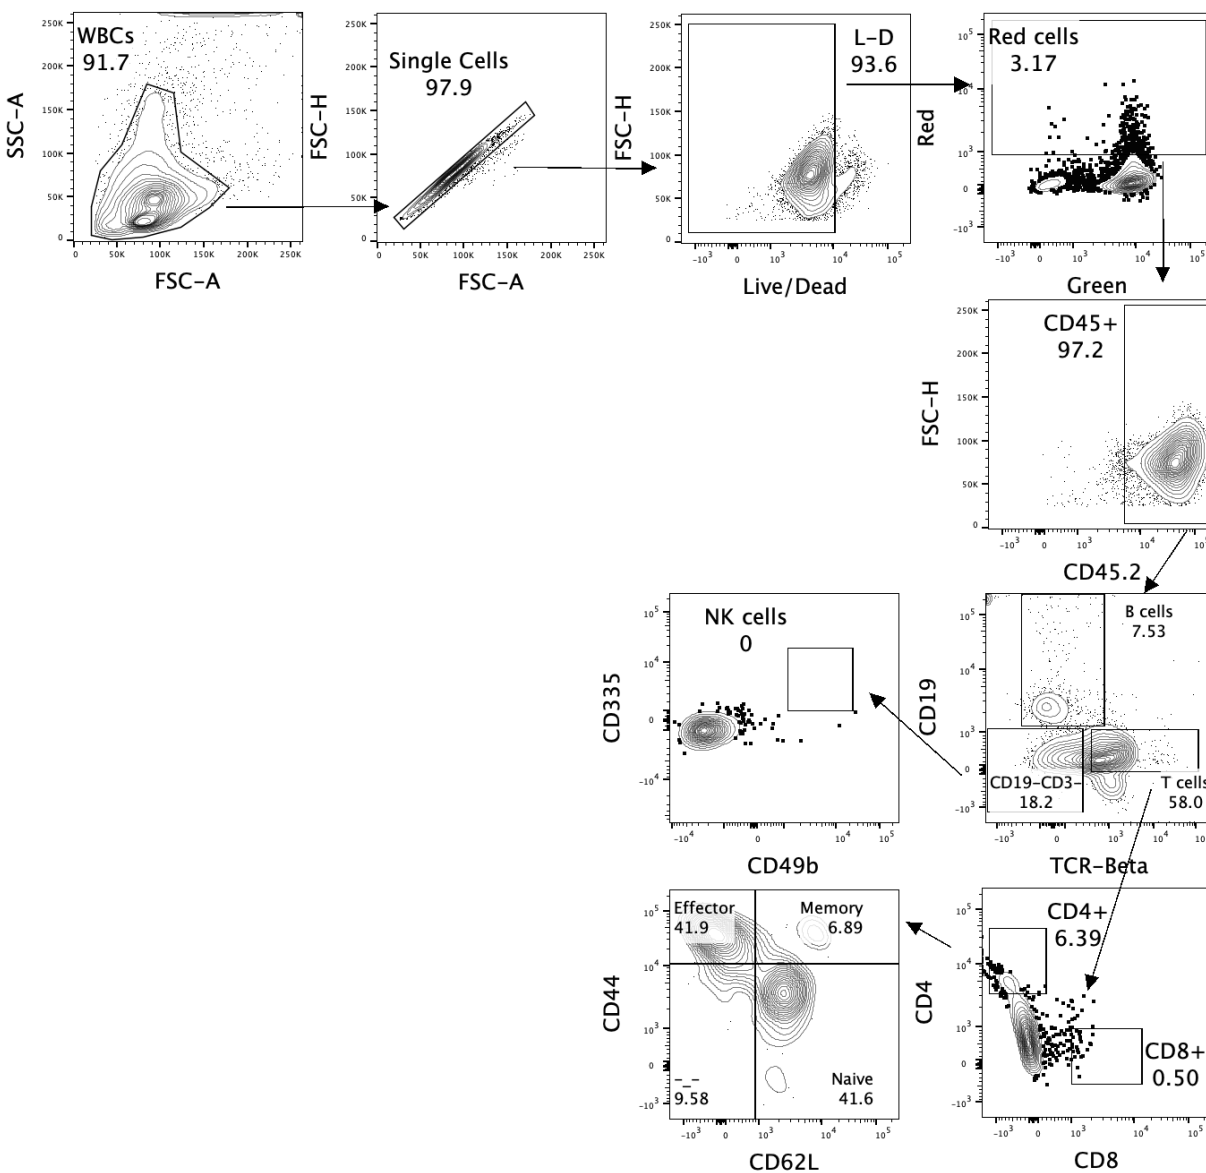 WBCs
91.7
SSC-A
250K
200K
150K
100K
50K
0
0 50K 100K 150K 200K 250K
FSC-A
Single Cells
97.9
FSC-H
250K
200K
150K
100K
50K
0
0 50K 100K 150K 200K 250K
FSC-A
L-D
93.6
FSC-H
250K
200K
150K
100K
50K
0
-10³ 0 10³ 10⁴ 10⁵
Live/Dead
Red cells
3.17
Red
10⁵
10⁴
10³
0
-10³
-10³ 0 10³ 10⁴ 10⁵
Green
CD45+
97.2
FSC-H
250K
200K
150K
100K
50K
0
-10³ 0 10³ 10⁴
CD45.2
NK cells
0
CD335
10⁵
10⁴
0
-10⁴
-10⁴ 0 10⁴ 10⁵
CD49b
B cells
7.53
CD19
10⁵
10⁴
10³
0
-10³
CD19-CD3-
18.2
T cells
58.0
-10³ 0 10³ 10⁴ 10⁵
TCR-Beta
Effector
41.9
Memory
6.89
CD44
10⁵
10⁴
10³
0
-10³
-_-
9.58
Naive
41.6
-10³ 0 10³ 10⁴ 10⁵
CD62L
CD4+
6.39
CD4
10⁵
10⁴
10³
0
-10³
CD8+
0.50
-10³ 0 10³ 10⁴ 10⁵
CD8